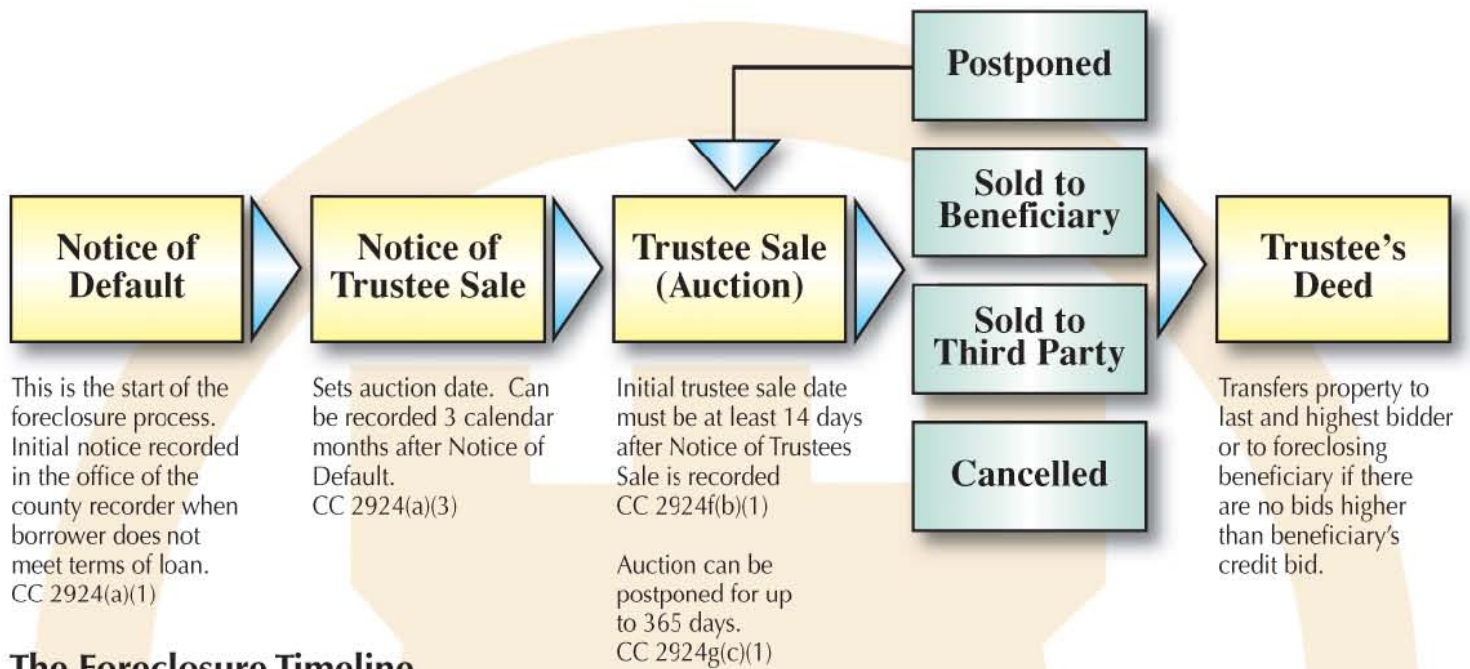 Postponed
Notice of
Default
Notice of
Trustee Sale
Trustee Sale
(Auction)
Sold to
Beneficiary
Sold to
Third Party
Cancelled
Trustee's
Deed
This is the start of the
foreclosure process.
Initial notice recorded
in the office of the
county recorder when
borrower does not
meet terms of loan.
CC 2924(a)(1)
Sets auction date. Can
be recorded 3 calendar
months after Notice of
Default.
CC 2924(a)(3)
Initial trustee sale date
must be at least 14 days
after Notice of Trustees
Sale is recorded
CC 2924f(b)(1)
Auction can be
postponed for up
to 365 days.
CC 2924g(c)(1)
Transfers property to
last and highest bidder
or to foreclosing
beneficiary if there
are no bids higher
than beneficiary's
credit bid.
The Foreclosure Timeline